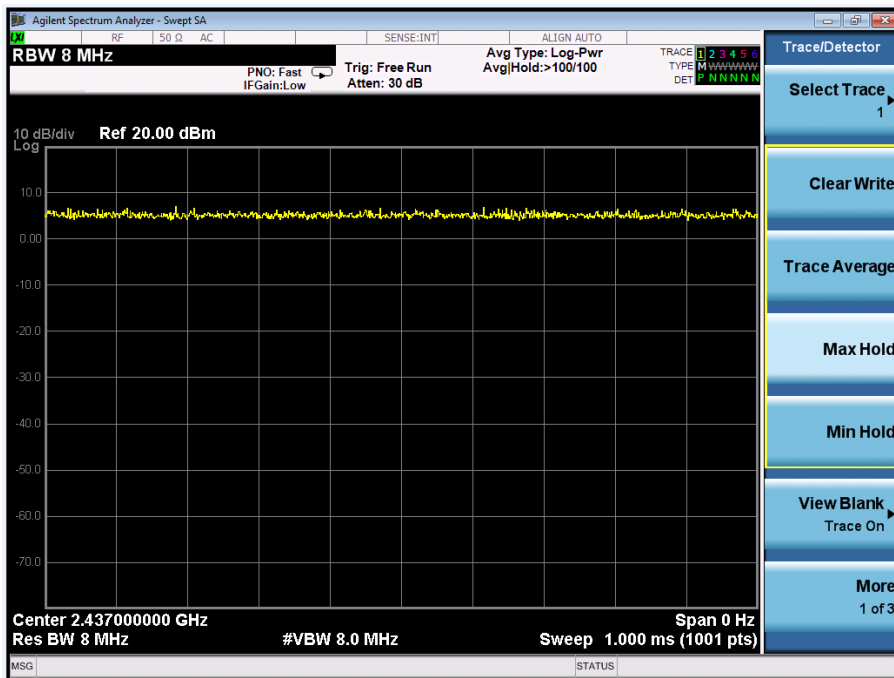 Agilent Spectrum Analyzer - Swept SA
LXI RF 50 Ω AC SENSE:INT ALIGN AUTO
RBW 8 MHz
PNO: Fast
IFGain:Low
Trig: Free Run
Atten: 30 dB
Avg Type: Log-Pwr
Avg|Hold:>100/100
TRACE 1 2 3 4 5 6
TYPE M WWWWW
DET P N N N N N
10 dB/div Ref 20.00 dBm
Log
10.0
0.00
-10.0
-20.0
-30.0
-40.0
-50.0
-60.0
-70.0
Center 2.437000000 GHz Span 0 Hz
Res BW 8 MHz #VBW 8.0 MHz Sweep 1.000 ms (1001 pts)
MSG STATUS
Trace/Detector
Select Trace
1
Clear Write
Trace Average
Max Hold
Min Hold
View Blank
Trace On
More
1 of 3